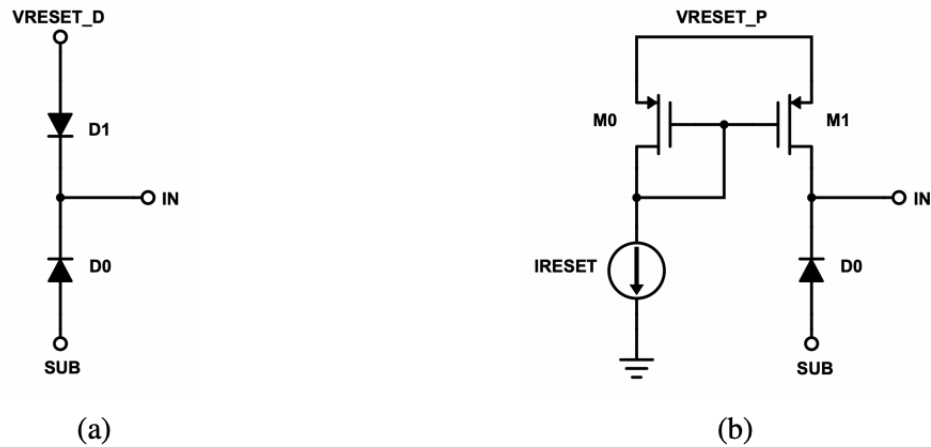 VRESET_D
D1
IN
D0
SUB
(a)
VRESET_P
M0
M1
IN
IRESET
D0
SUB
(b)